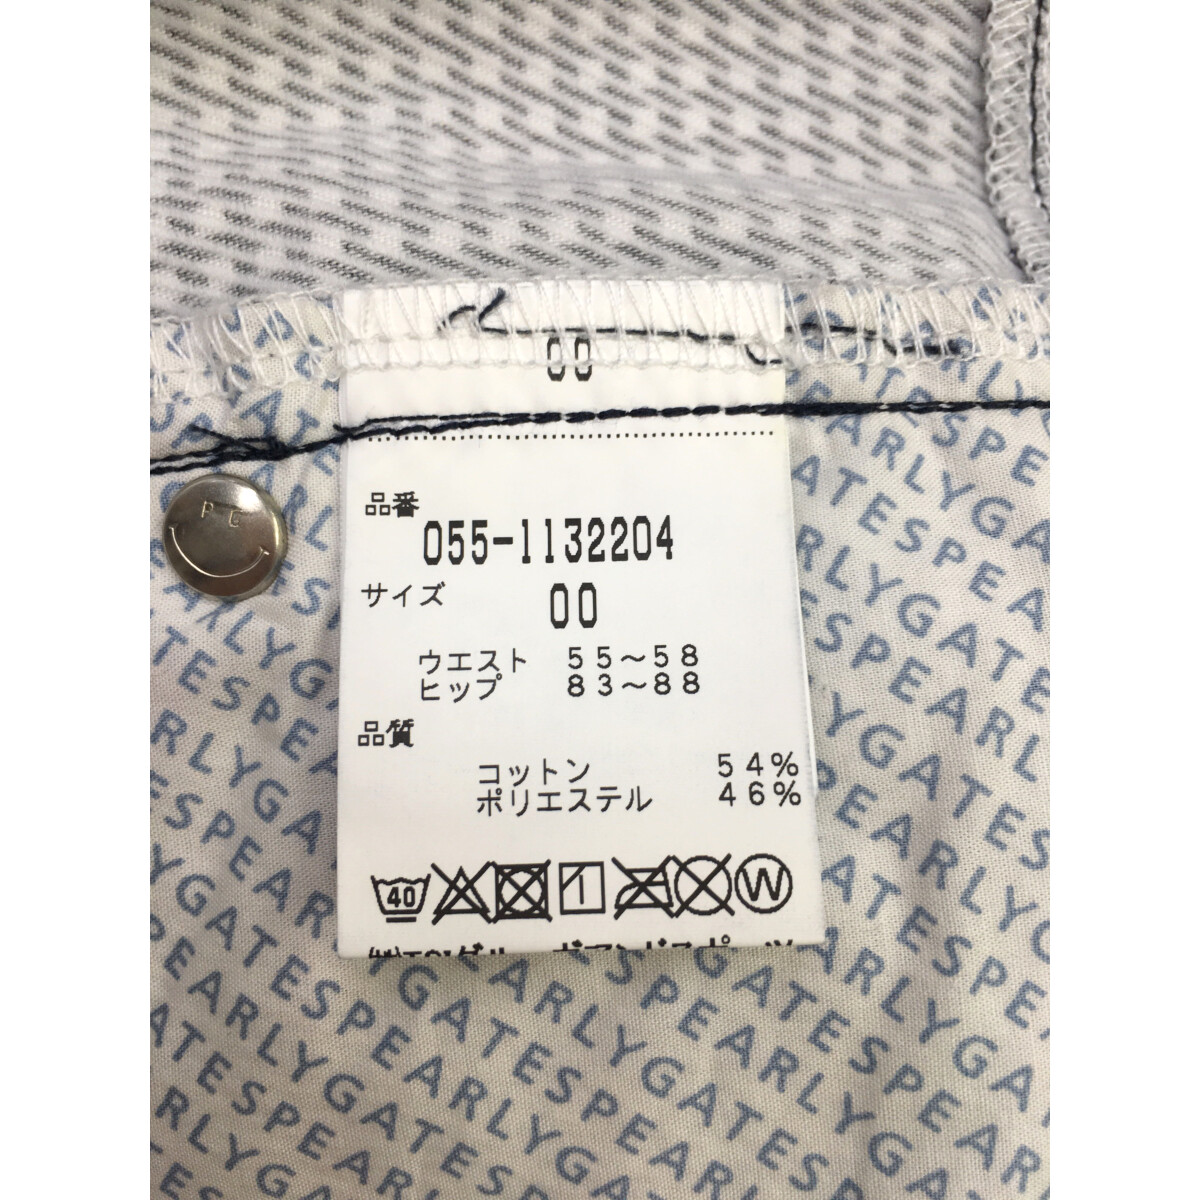 00
品番
055-1132204
サイズ 00
ウエスト 55～58
ヒップ 83～88
品質
コットン 54%
ポリエステル 46%
40 W
PG
PEARLYGATES